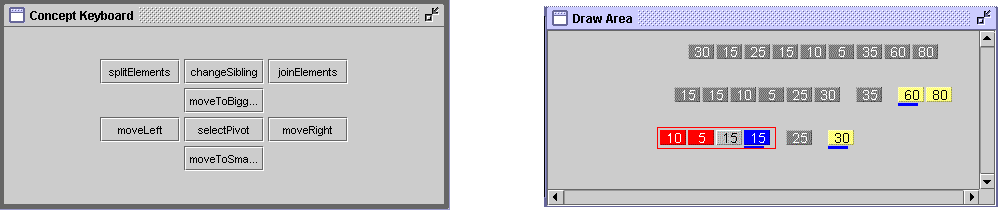 Concept Keyboard
splitElements changeSibling joinElements
moveToBigg...
moveLeft selectPivot moveRight
moveToSma...
Draw Area
30 15 25 15 10 5 35 60 80
15 15 10 5 25 30 35 60 80
10 5 15 15 25 30